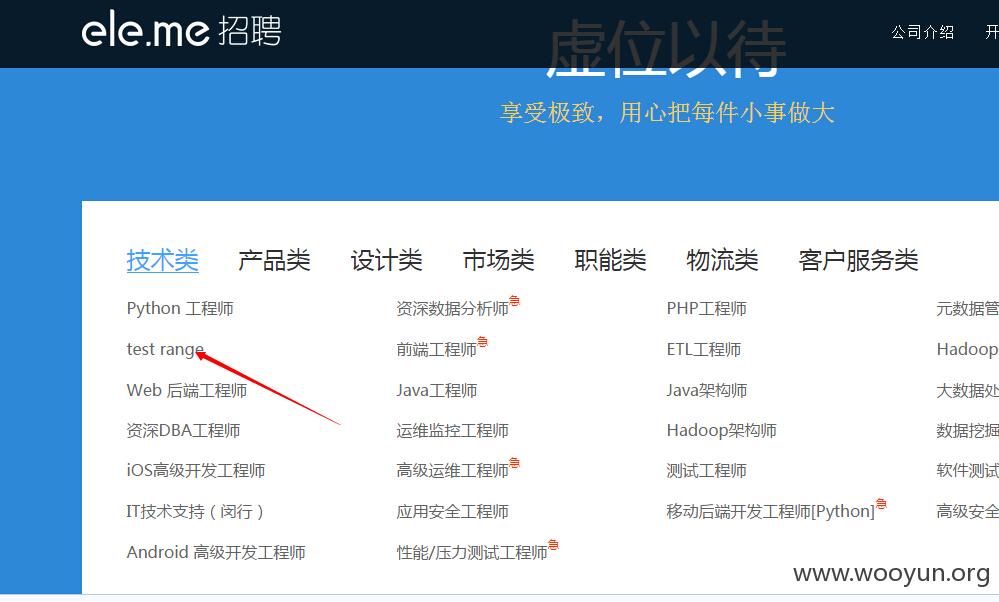 ele.me 招聘 公司介绍 开
虚位以待
享受极致，用心把每件小事做大
技术类 产品类 设计类 市场类 职能类 物流类 客户服务类
Python 工程师 资深数据分析师急 PHP工程师 元数据管
test range 前端工程师急 ETL工程师 Hadoop
Web 后端工程师 Java工程师 Java架构师 大数据处
资深DBA工程师 运维监控工程师 Hadoop架构师 数据挖掘
iOS高级开发工程师 高级运维工程师急 测试工程师 软件测试
IT技术支持（闵行） 应用安全工程师 移动后端开发工程师[Python]急 高级安全
Android 高级开发工程师 性能/压力测试工程师急
www.wooyun.org